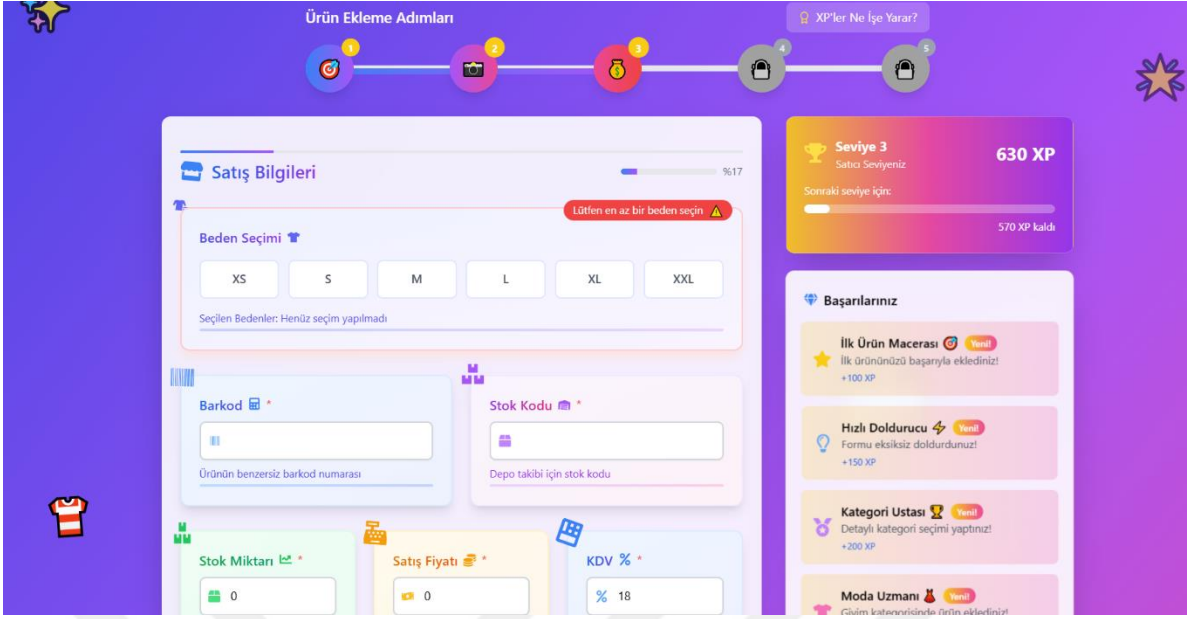 Ürün Ekleme Adımları
XP'ler Ne İşe Yarar?
1
2
3
4
5
Satış Bilgileri
%17
Lütfen en az bir beden seçin
Beden Seçimi
XS
S
M
L
XL
XXL
Seçilen Bedenler: Henüz seçim yapılmadı
Barkod *
Ürünün benzersiz barkod numarası
Stok Kodu *
Depo takibi için stok kodu
Stok Miktarı *
0
Satış Fiyatı *
0
KDV % *
% 18
Seviye 3
Satıcı Seviyeniz
630 XP
Sonraki seviye için:
570 XP kaldı
Başarılarınız
İlk Ürün Macerası Yeni!
İlk ürününüzü başarıyla eklediniz!
+100 XP
Hızlı Doldurucu Yeni!
Formu eksiksiz doldurdunuz!
+150 XP
Kategori Ustası Yeni!
Detaylı kategori seçimi yaptınız!
+200 XP
Moda Uzmanı Yeni!
Giyim kategorisinde ürün eklediniz!